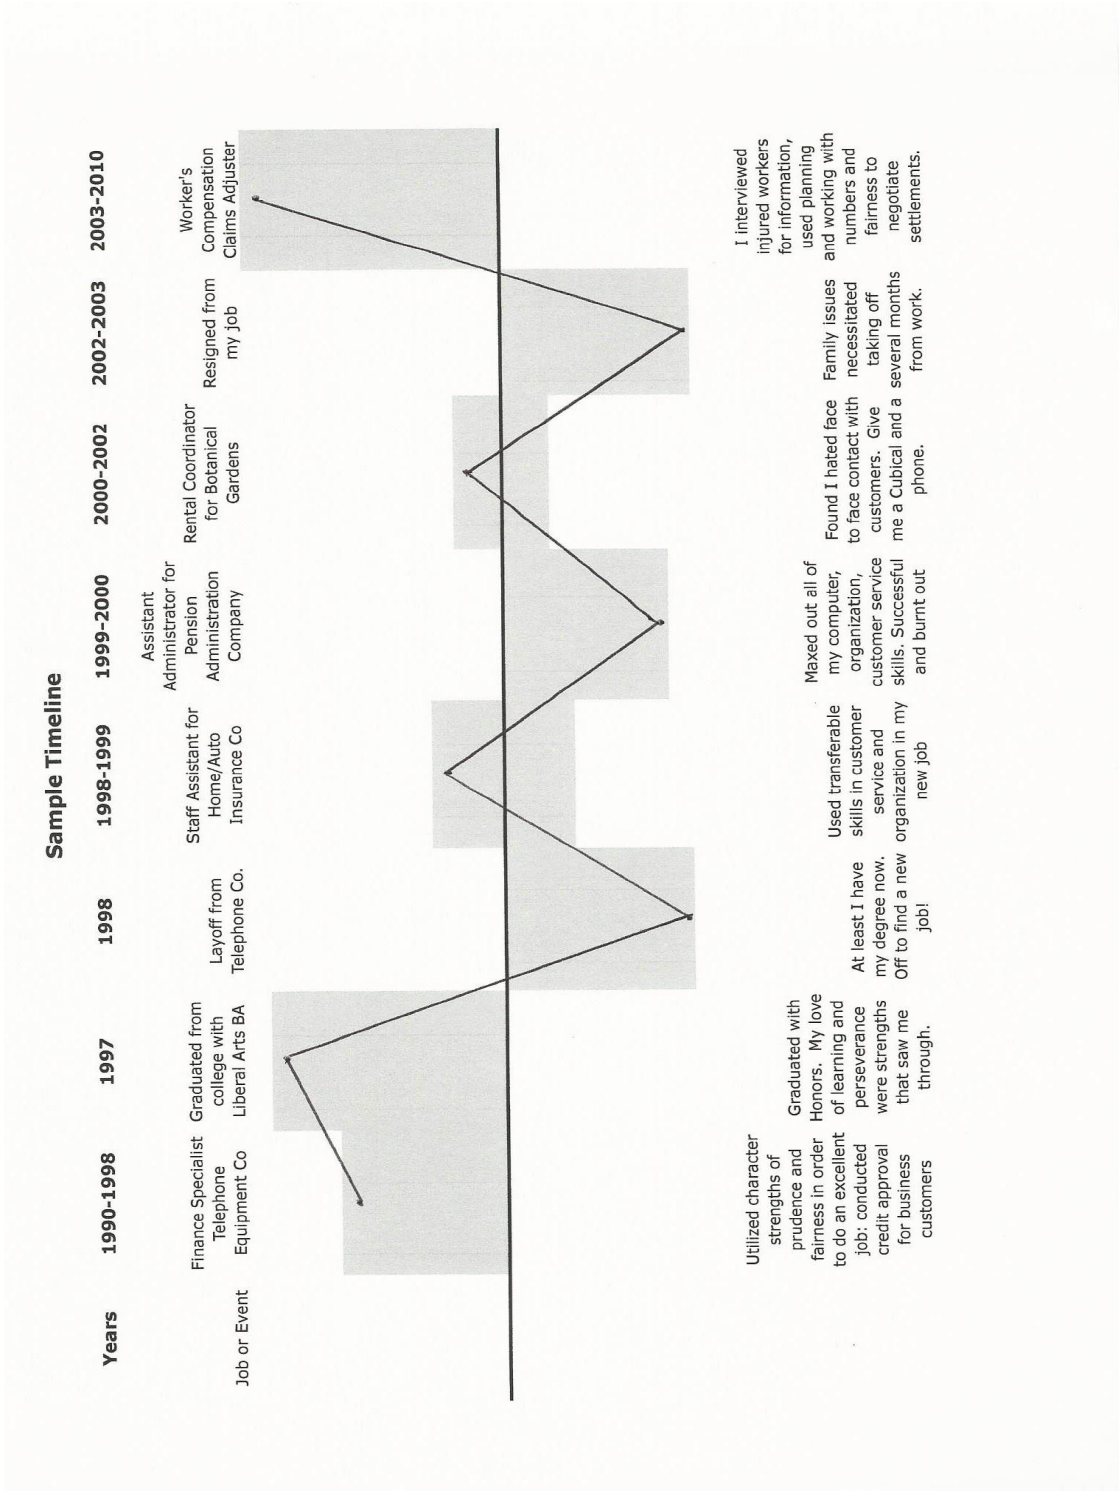 Sample Timeline
Years
1990-1998
1997
1998
1998-1999
1999-2000
2000-2002
2002-2003
2003-2010
Job or Event
Finance Specialist
Telephone
Equipment Co
Graduated from
college with
Liberal Arts BA
Layoff from
Telephone Co.
Staff Assistant for
Home/Auto
Insurance Co
Assistant
Administrator for
Pension
Administration
Company
Rental Coordinator
for Botanical
Gardens
Resigned from
my job
Worker's
Compensation
Claims Adjuster
Utilized character
strengths of
prudence and
fairness in order
to do an excellent
job: conducted
credit approval
for business
customers
Graduated with
Honors. My love
of learning and
perseverance
were strengths
that saw me
through.
At least I have
my degree now.
Off to find a new
job!
Used transferable
skills in customer
service and
organization in my
new job
Maxed out all of
my computer,
organization,
customer service
skills. Successful
and burnt out
Found I hated face
to face contact with
customers. Give
me a Cubical and a
phone.
Family issues
necessitated
taking off
several months
from work.
I interviewed
injured workers
for information,
used planning
and working with
numbers and
fairness to
negotiate
settlements.